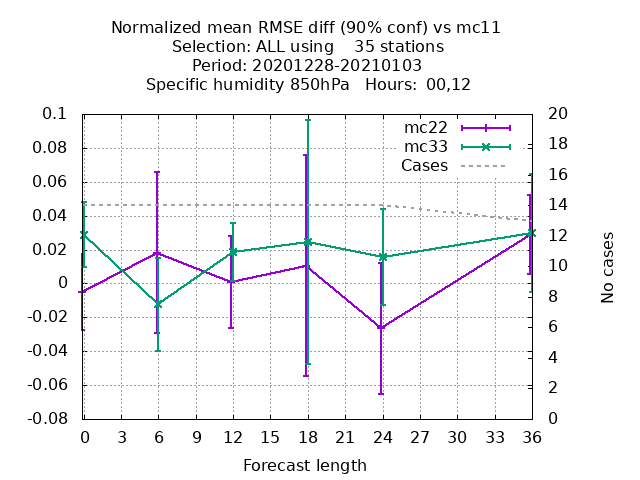 Normalized mean RMSE diff (90% conf) vs mc11
Selection: ALL using    35 stations
Period: 20201228-20210103
Specific humidity 850hPa   Hours:  00,12
mc22
mc33
Cases
0.1
0.08
0.06
0.04
0.02
0
-0.02
-0.04
-0.06
-0.08
20
18
16
14
12
10
8
6
4
2
0
No cases
0 3 6 9 12 15 18 21 24 27 30 33 36
Forecast length